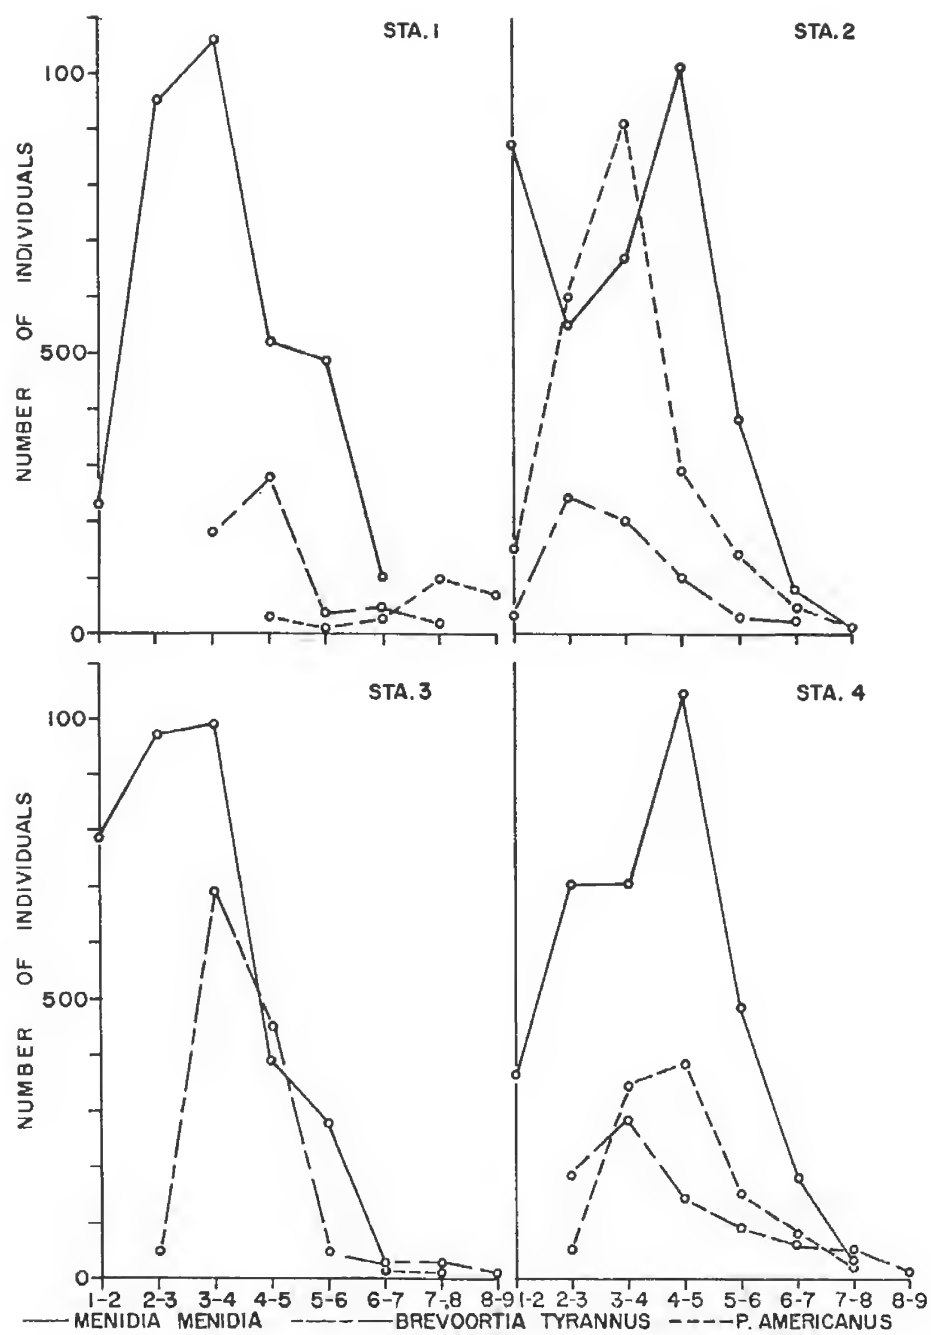 STA. 1
STA. 2
100
500
0
NUMBER OF INDIVIDUALS
STA. 3
STA. 4
100
500
0
NUMBER OF INDIVIDUALS
1-2 2-3 3-4 4-5 5-6 6-7 7-8 8-9 1-2 2-3 3-4 4-5 5-6 6-7 7-8 8-9
MENIDIA MENIDIA BREVOORTIA TYRANNUS P. AMERICANUS